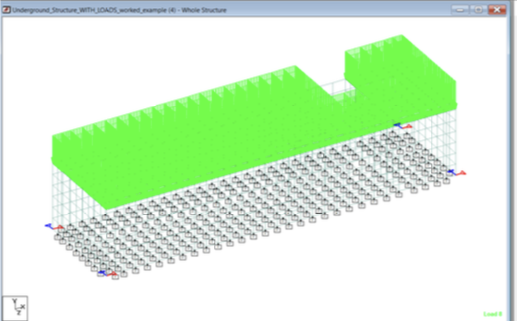 Underground_Structure_WITH_LOADS_worked_example (4) - Whole Structure
Y
X
Z
Load 8